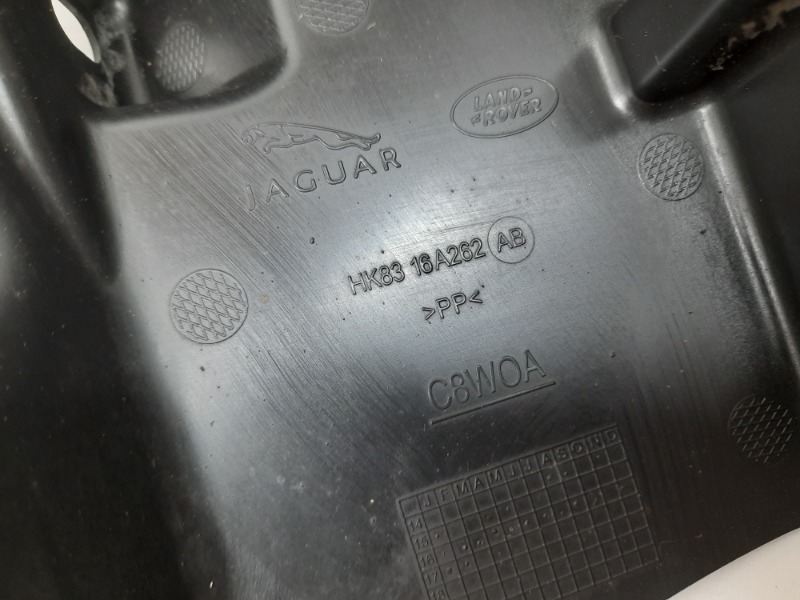 LAND-
ROVER
JAGUAR
HK83 16A262 AB
>PP<
C8WOA
J F M A M J J A S O N D
14
15
16
17
18